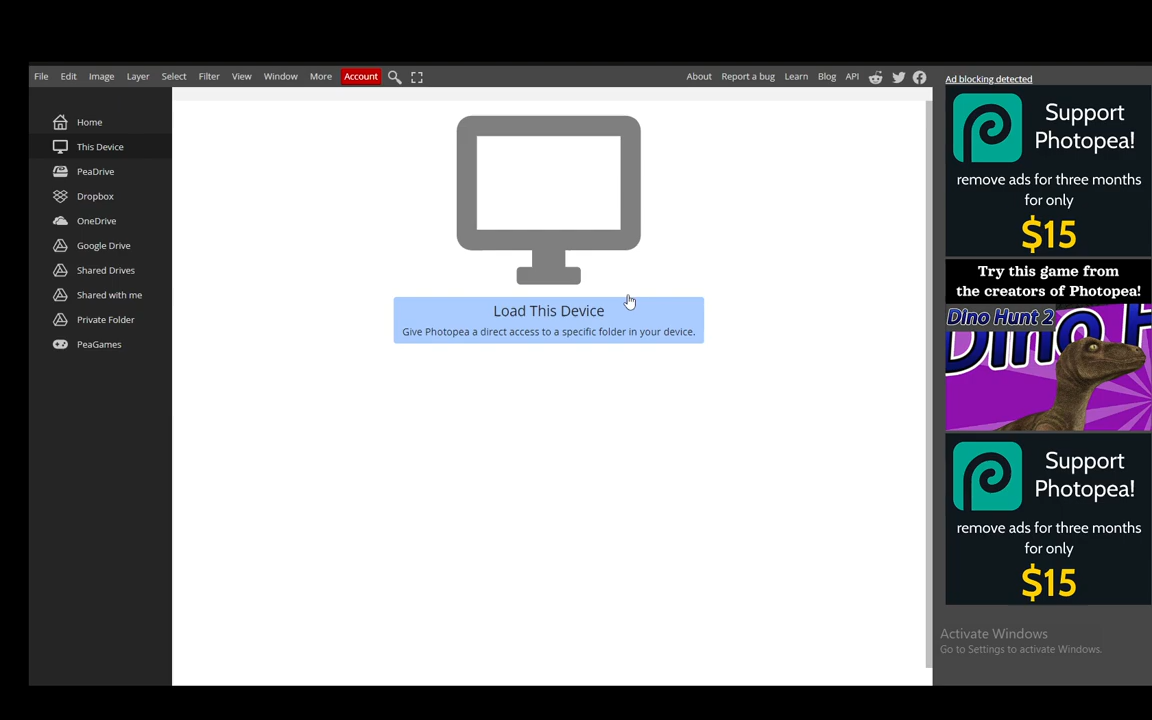 File Edit Image Layer Select Filter View Window More Account About Report a bug Learn Blog API
Home
This Device
PeaDrive
Dropbox
OneDrive
Google Drive
Shared Drives
Shared with me
Private Folder
PeaGames
Load This Device
Give Photopea a direct access to a specific folder in your device.
Ad blocking detected
Support
Photopea!
remove ads for three months
for only
$15
Try this game from
the creators of Photopea!
Dino Hunt 2
Support
Photopea!
remove ads for three months
for only
$15
Activate Windows
Go to Settings to activate Windows.